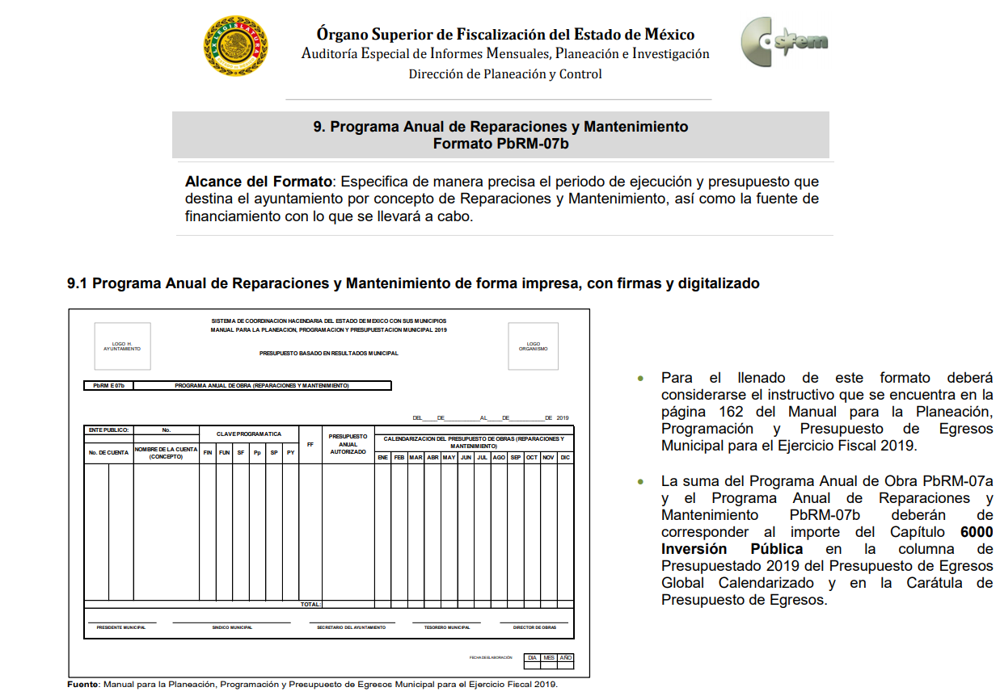 Órgano Superior de Fiscalización del Estado de México
Auditoría Especial de Informes Mensuales, Planeación e Investigación
Dirección de Planeación y Control
LX LEGISLATURA
osfem
9. Programa Anual de Reparaciones y Mantenimiento
Formato PbRM-07b
Alcance del Formato: Especifica de manera precisa el periodo de ejecución y presupuesto que
destina el ayuntamiento por concepto de Reparaciones y Mantenimiento, así como la fuente de
financiamiento con lo que se llevará a cabo.
9.1 Programa Anual de Reparaciones y Mantenimiento de forma impresa, con firmas y digitalizado
SISTEMA DE COORDINACION HACENDARIA DEL ESTADO DE MEXICO CON SUS MUNICIPIOS
MANUAL PARA LA PLANEACION, PROGRAMACION Y PRESUPUESTACION MUNICIPAL 2019
LOGO H.
AYUNTAMIENTO
LOGO
ORGANISMO
PRESUPUESTO BASADO EN RESULTADOS MUNICIPAL
PbRM E 07b PROGRAMA ANUAL DE OBRA (REPARACIONES Y MANTENIMIENTO)
DEL____DE__________AL____DE__________DE 2019
ENTE PUBLICO: No.
CLAVE PROGRAMATICA
FF
PRESUPUESTO
ANUAL
AUTORIZADO
CALENDARIZACION DEL PRESUPUESTO DE OBRAS (REPARACIONES Y
MANTENIMIENTO)
No. DE CUENTA
NOMBRE DE LA CUENTA
(CONCEPTO)
FIN FUN SF Pp SP PY
ENE FEB MAR ABR MAY JUN JUL AGO SEP OCT NOV DIC
TOTAL:
PRESIDENTE MUNICIPAL SINDICO MUNICIPAL SECRETARIO DEL AYUNTAMIENTO TESORERO MUNICIPAL DIRECTOR DE OBRAS
FECHA DE ELABORACIÓN DIA MES AÑO
Fuente: Manual para la Planeación, Programación y Presupuesto de Egresos Municipal para el Ejercicio Fiscal 2019.
• Para el llenado de este formato deberá
considerarse el instructivo que se encuentra en la
página 162 del Manual para la Planeación,
Programación y Presupuesto de Egresos
Municipal para el Ejercicio Fiscal 2019.
• La suma del Programa Anual de Obra PbRM-07a
y el Programa Anual de Reparaciones y
Mantenimiento PbRM-07b deberán de
corresponder al importe del Capítulo 6000
Inversión Pública en la columna de
Presupuestado 2019 del Presupuesto de Egresos
Global Calendarizado y en la Carátula de
Presupuesto de Egresos.